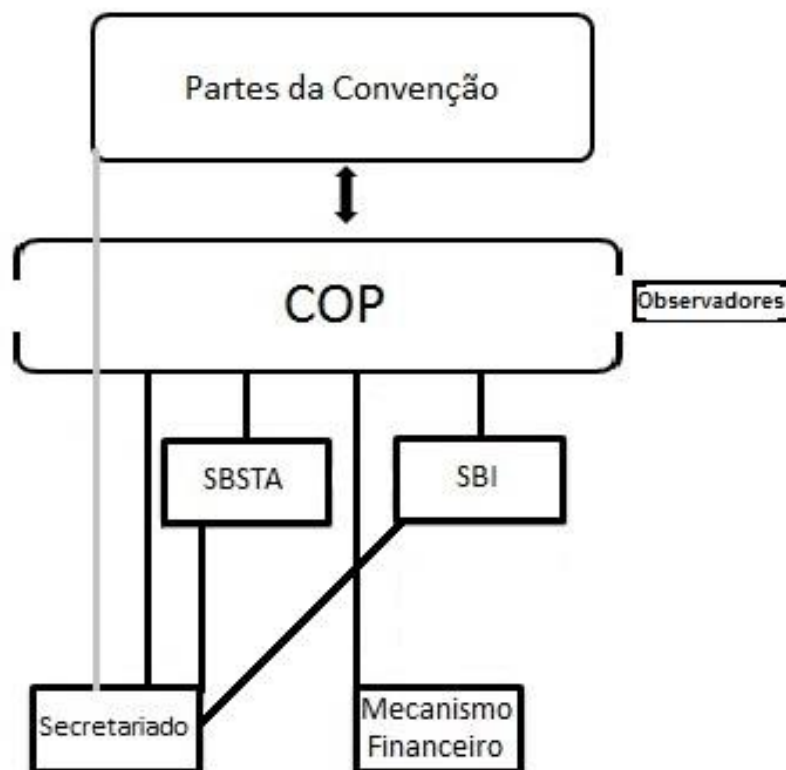 Partes da Convenção
COP
Observadores
SBSTA
SBI
Secretariado
Mecanismo
Financeiro